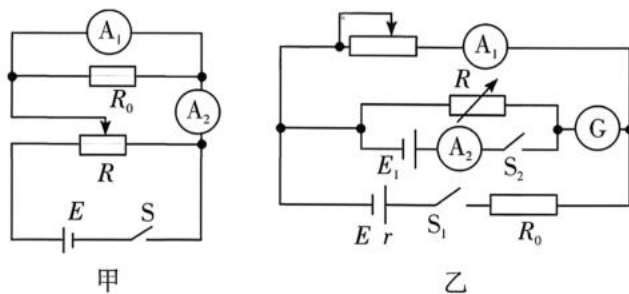 A₁
R₀
A₂
R
E S
甲
A₁
R
G
E₁ A₂ S₂
E r S₁ R₀
乙